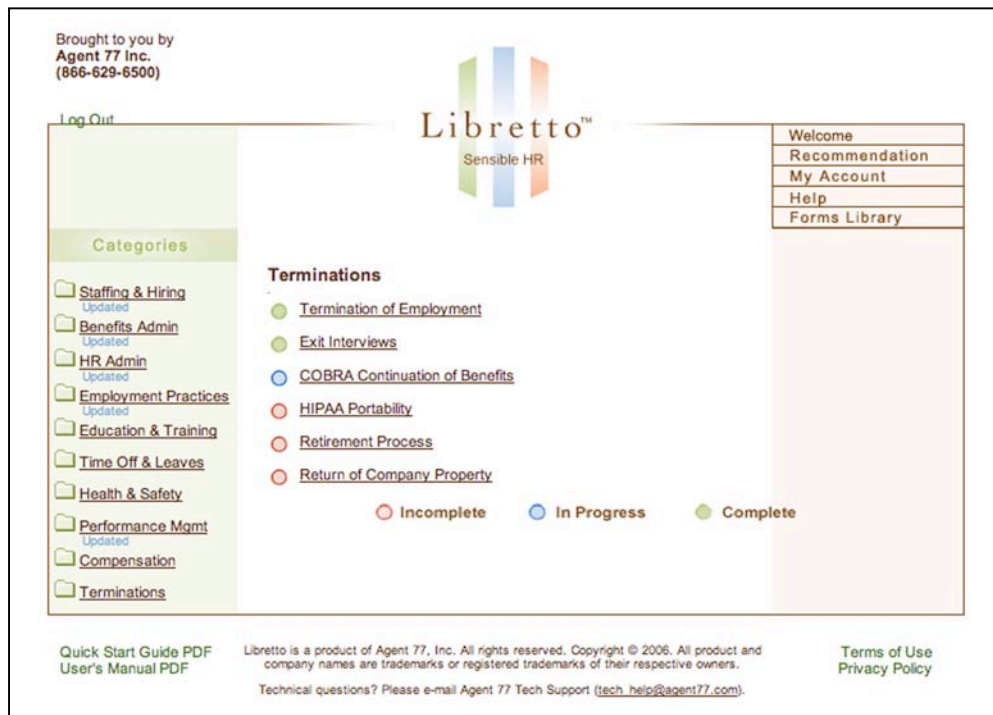 Brought to you by
Agent 77 Inc.
(866-629-6500)
Log Out
Libretto™
Sensible HR
Welcome
Recommendation
My Account
Help
Forms Library
Categories
Staffing & Hiring
Updated
Benefits Admin
Updated
HR Admin
Updated
Employment Practices
Updated
Education & Training
Time Off & Leaves
Health & Safety
Performance Mgmt
Updated
Compensation
Terminations
Terminations
Termination of Employment
Exit Interviews
COBRA Continuation of Benefits
HIPAA Portability
Retirement Process
Return of Company Property
Incomplete In Progress Complete
Quick Start Guide PDF
User's Manual PDF
Libretto is a product of Agent 77, Inc. All rights reserved. Copyright © 2006. All product and
company names are trademarks or registered trademarks of their respective owners.
Technical questions? Please e-mail Agent 77 Tech Support (tech_help@agent77.com).
Terms of Use
Privacy Policy